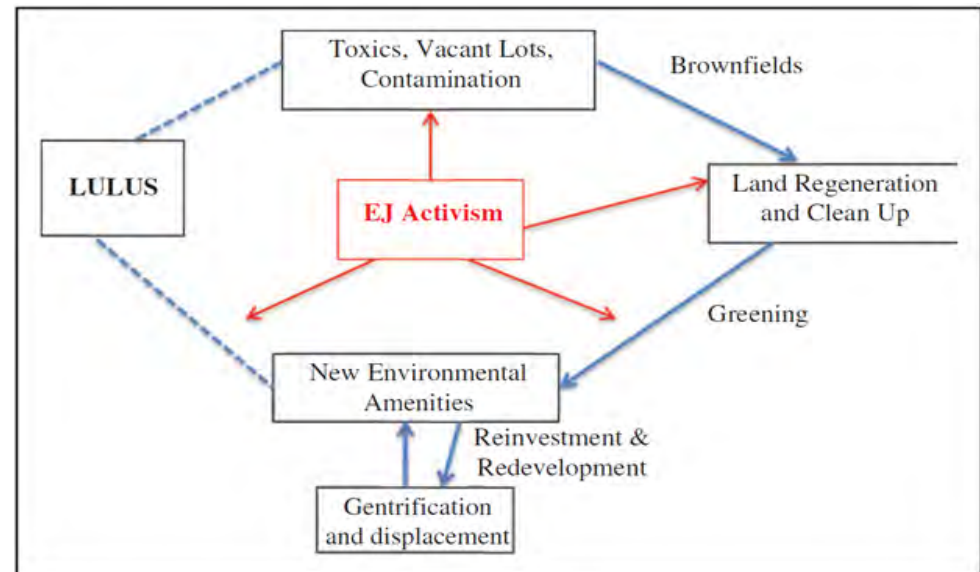 Toxics, Vacant Lots,
Contamination
Brownfields
LULUS
EJ Activism
Land Regeneration
and Clean Up
Greening
New Environmental
Amenities
Reinvestment &
Redevelopment
Gentrification
and displacement